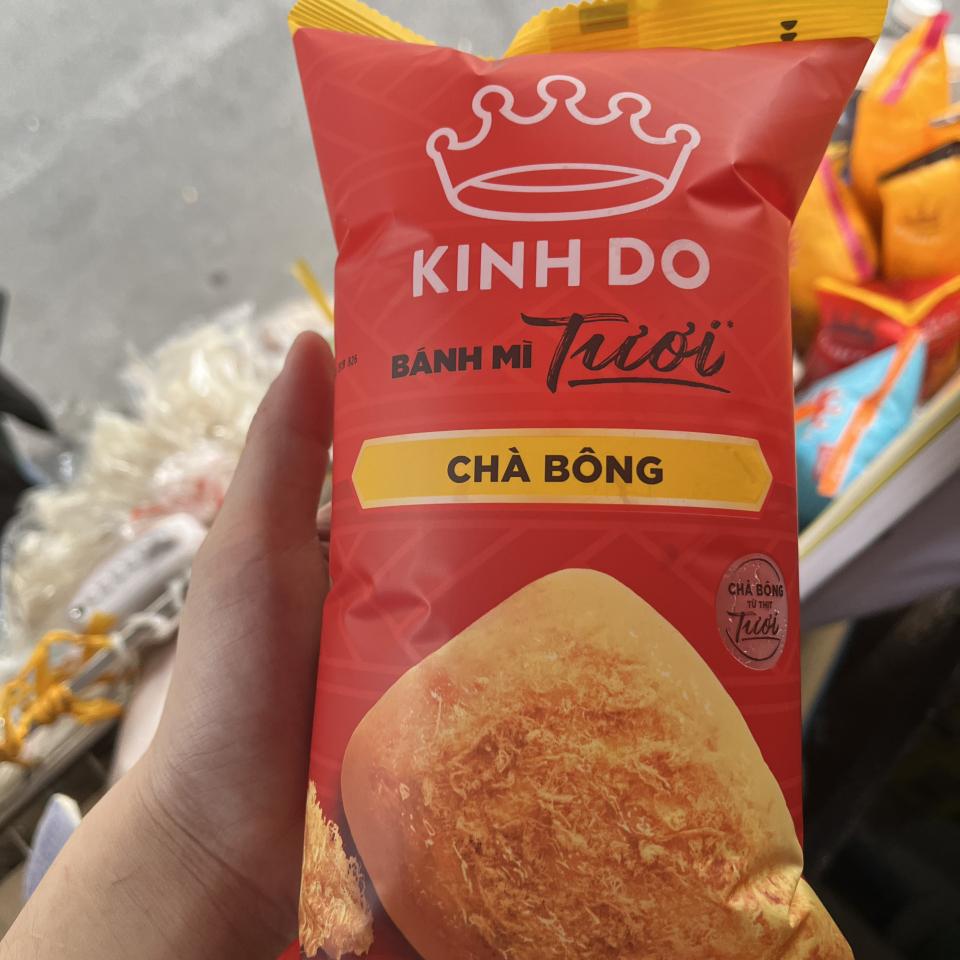 KINH DO
BÁNH MÌ Tươi
CHÀ BÔNG
CHÀ BÔNG
TỪ THỊT
Tươi